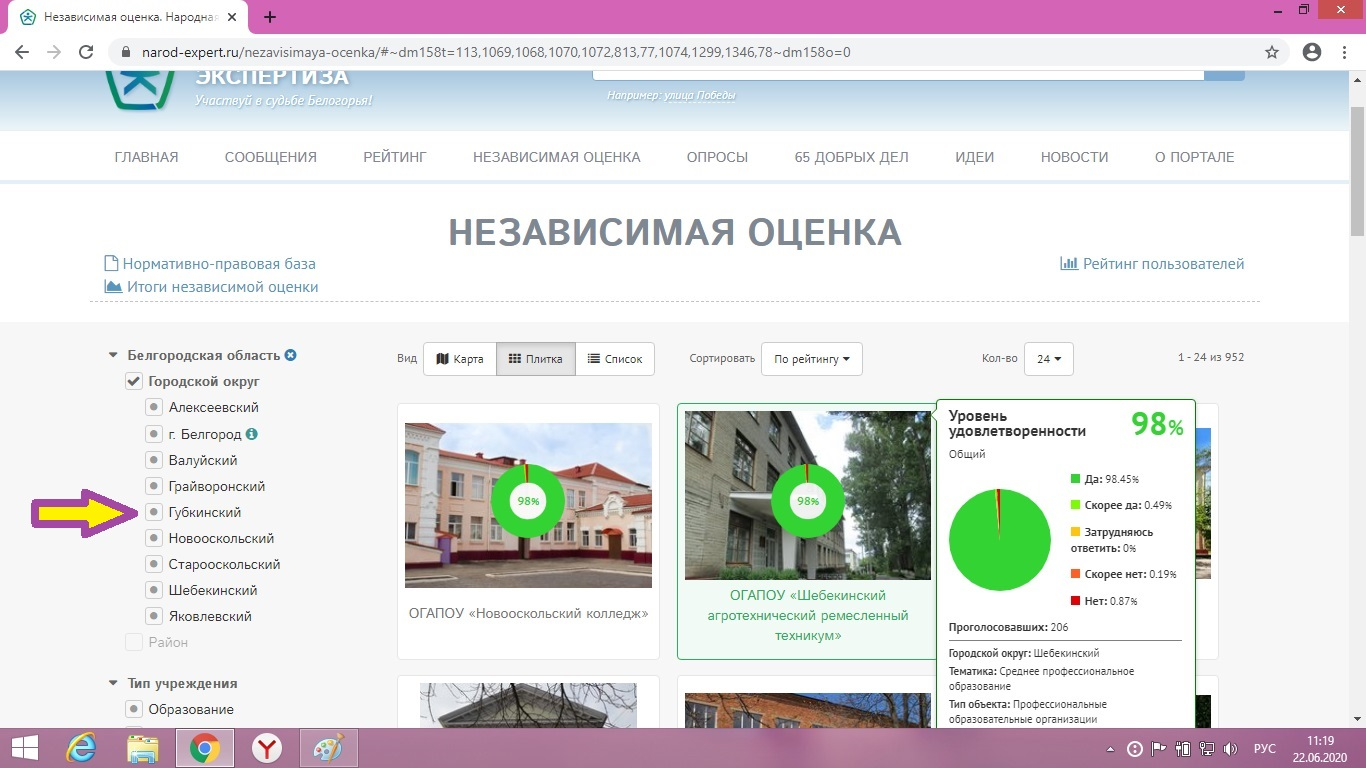 Независимая оценка. Народная
narod-expert.ru/nezavisimaya-ocenka/#~dm158t=113,1069,1068,1070,1072,813,77,1074,1299,1346,78~dm158o=0
ЭКСПЕРТИЗА
Участвуй в судьбе Белогорья!
Например: улица Победы
ГЛАВНАЯ СООБЩЕНИЯ РЕЙТИНГ НЕЗАВИСИМАЯ ОЦЕНКА ОПРОСЫ 65 ДОБРЫХ ДЕЛ ИДЕИ НОВОСТИ О ПОРТАЛЕ
НЕЗАВИСИМАЯ ОЦЕНКА
Нормативно-правовая база
Рейтинг пользователей
Итоги независимой оценки
Белгородская область
Городской округ
Алексеевский
г. Белгород
Валуйский
Грайворонский
Губкинский
Новооскольский
Старооскольский
Шебекинский
Яковлевский
Район
Тип учреждения
Образование
Вид Карта Плитка Список Сортировать По рейтингу Кол-во 24 1 - 24 из 952
98%
ОГАПОУ «Новооскольский колледж»
98%
ОГАПОУ «Шебекинский
агротехнический ремесленный
техникум»
Уровень
удовлетворенности
98%
Общий
Да: 98.45%
Скорее да: 0.49%
Затрудняюсь
ответить: 0%
Скорее нет: 0.19%
Нет: 0.87%
Проголосовавших: 206
Городской округ: Шебекинский
Тематика: Среднее профессиональное
образование
Тип объекта: Профессиональные
образовательные организации
РУС
11:19
22.06.2020